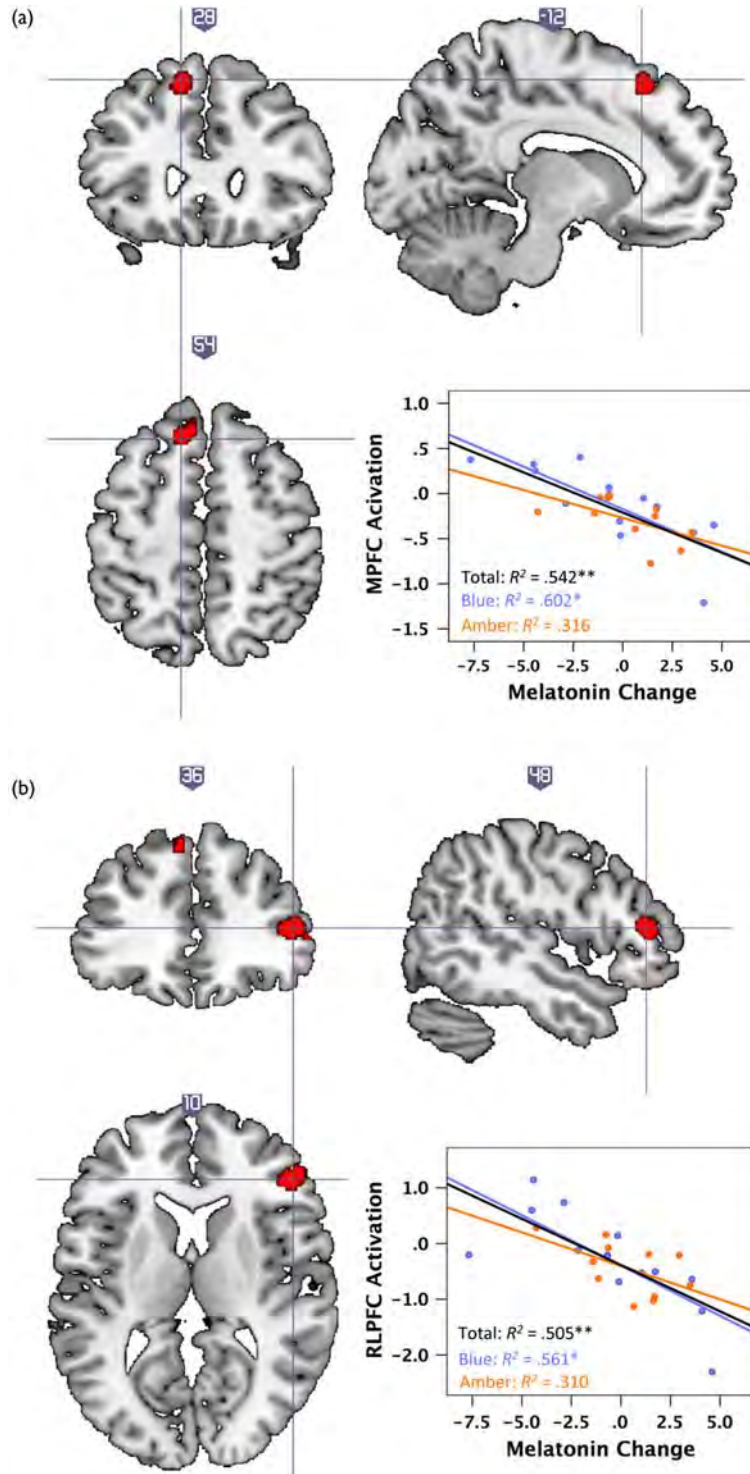 (a)
28
-12
54
1.0
.5
.0
-0.5
-1.0
-1.5
MPFC Acivation
Total: R² = .542**
Blue: R² = .602*
Amber: R² = .316
-7.5 -5.0 -2.5 .0 2.5 5.0
Melatonin Change
(b)
36
48
10
1.0
.0
-1.0
-2.0
RLPFC Activation
Total: R² = .505**
Blue: R² = .561*
Amber: R² = .310
-7.5 -5.0 -2.5 .0 2.5 5.0
Melatonin Change